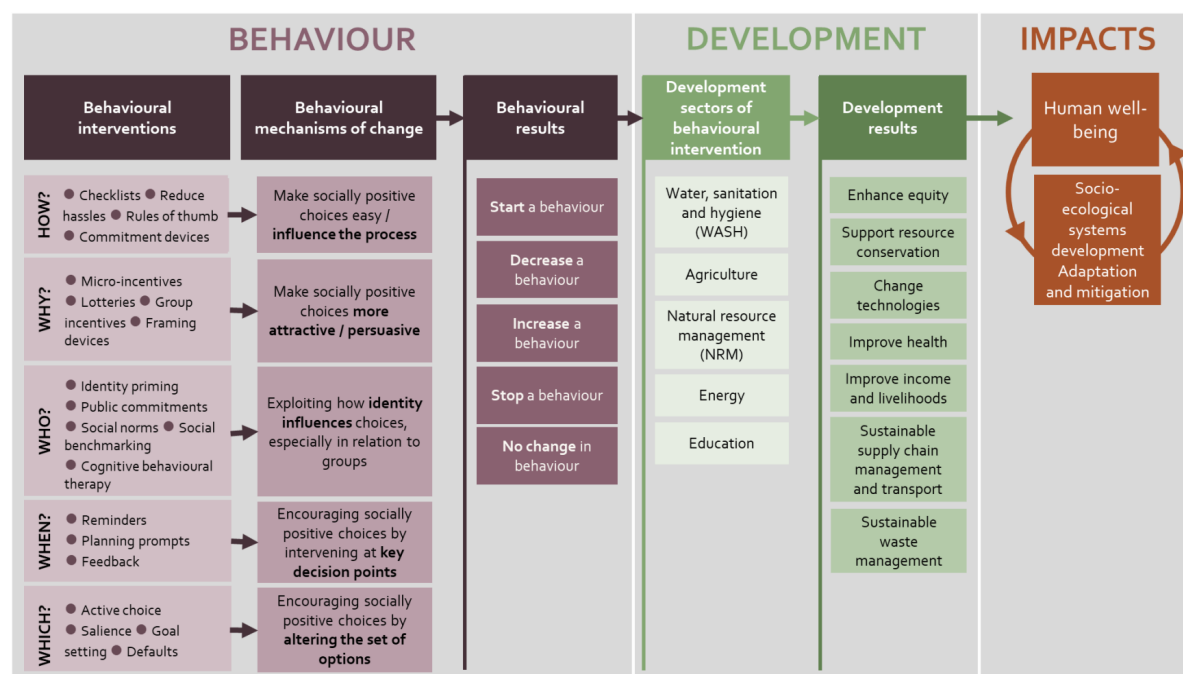 BEHAVIOUR
DEVELOPMENT
IMPACTS
Behavioural
interventions
Behavioural
mechanisms of change
Behavioural
results
Development
sectors of
behavioural
intervention
Development
results
Human well-
being
Socio-
ecological
systems
development
Adaptation
and mitigation
HOW?
● Checklists ● Reduce
hassles ● Rules of thumb
● Commitment devices
Make socially positive
choices easy /
influence the process
WHY?
● Micro-incentives
● Lotteries ● Group
incentives ● Framing
devices
Make socially positive
choices more
attractive / persuasive
WHO?
● Identity priming
● Public commitments
● Social norms ● Social
benchmarking
● Cognitive behavioural
therapy
Exploiting how identity
influences choices,
especially in relation to
groups
WHEN?
● Reminders
● Planning prompts
● Feedback
Encouraging socially
positive choices by
intervening at key
decision points
WHICH?
● Active choice
● Salience ● Goal
setting ● Defaults
Encouraging socially
positive choices by
altering the set of
options
Start a behaviour
Decrease a
behaviour
Increase a
behaviour
Stop a behaviour
No change in
behaviour
Water, sanitation
and hygiene
(WASH)
Agriculture
Natural resource
management
(NRM)
Energy
Education
Enhance equity
Support resource
conservation
Change
technologies
Improve health
Improve income
and livelihoods
Sustainable
supply chain
management
and transport
Sustainable
waste
management